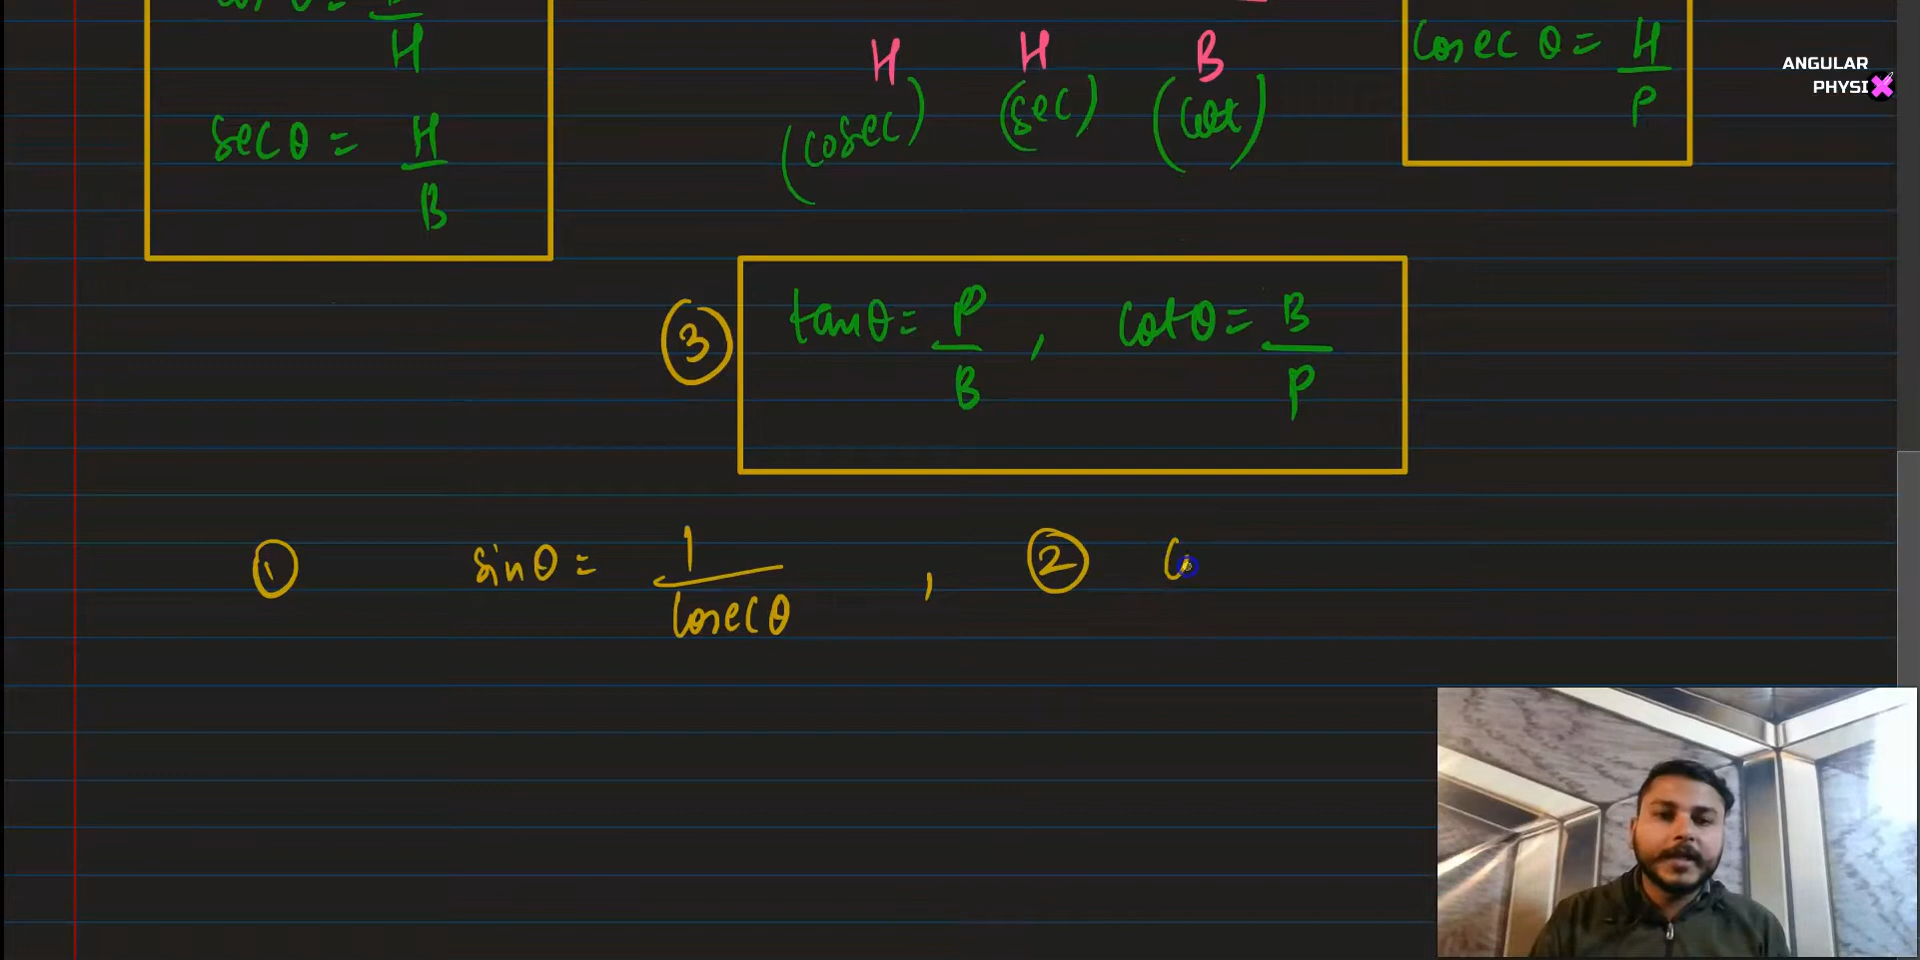 H
sec θ = H/B
H H B
(cosec) (sec) (cot)
cosec θ = H/P
ANGULAR
PHYSI
③ tan θ = P/B , cot θ = B/P
① sin θ = 1/cosec θ , ② c